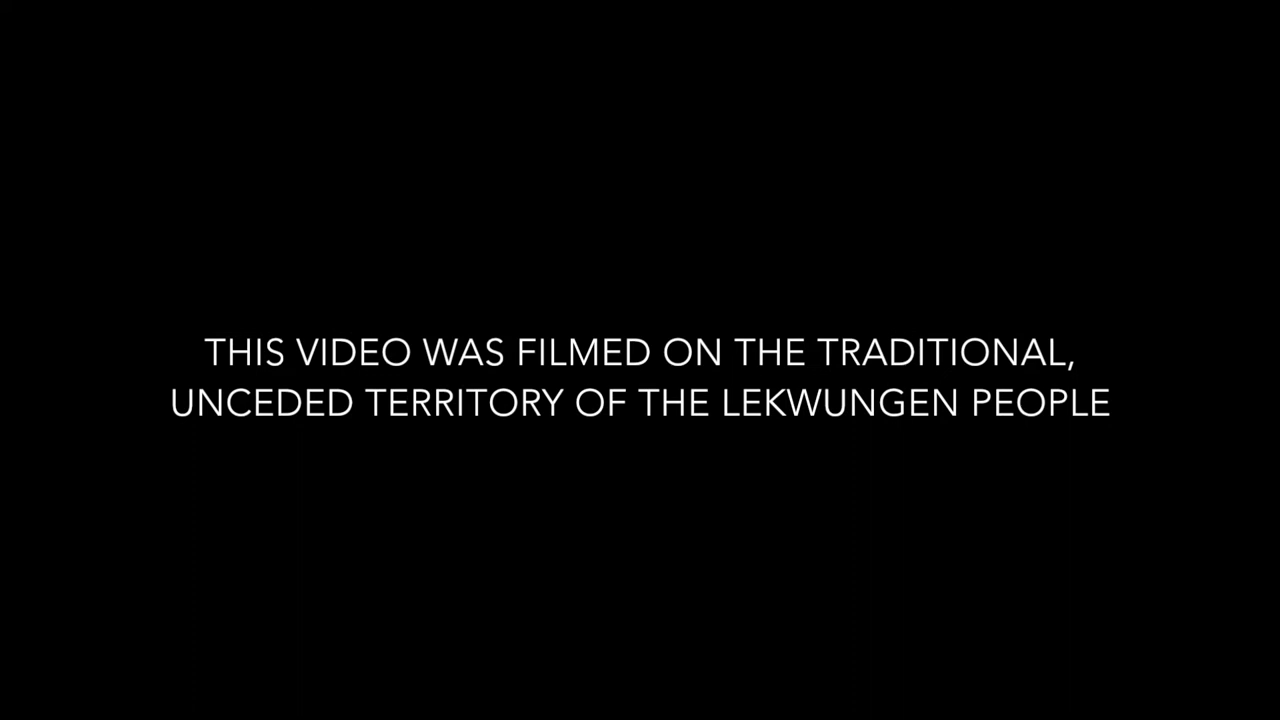 THIS VIDEO WAS FILMED ON THE TRADITIONAL,
UNCEDED TERRITORY OF THE LEKWUNGEN PEOPLE